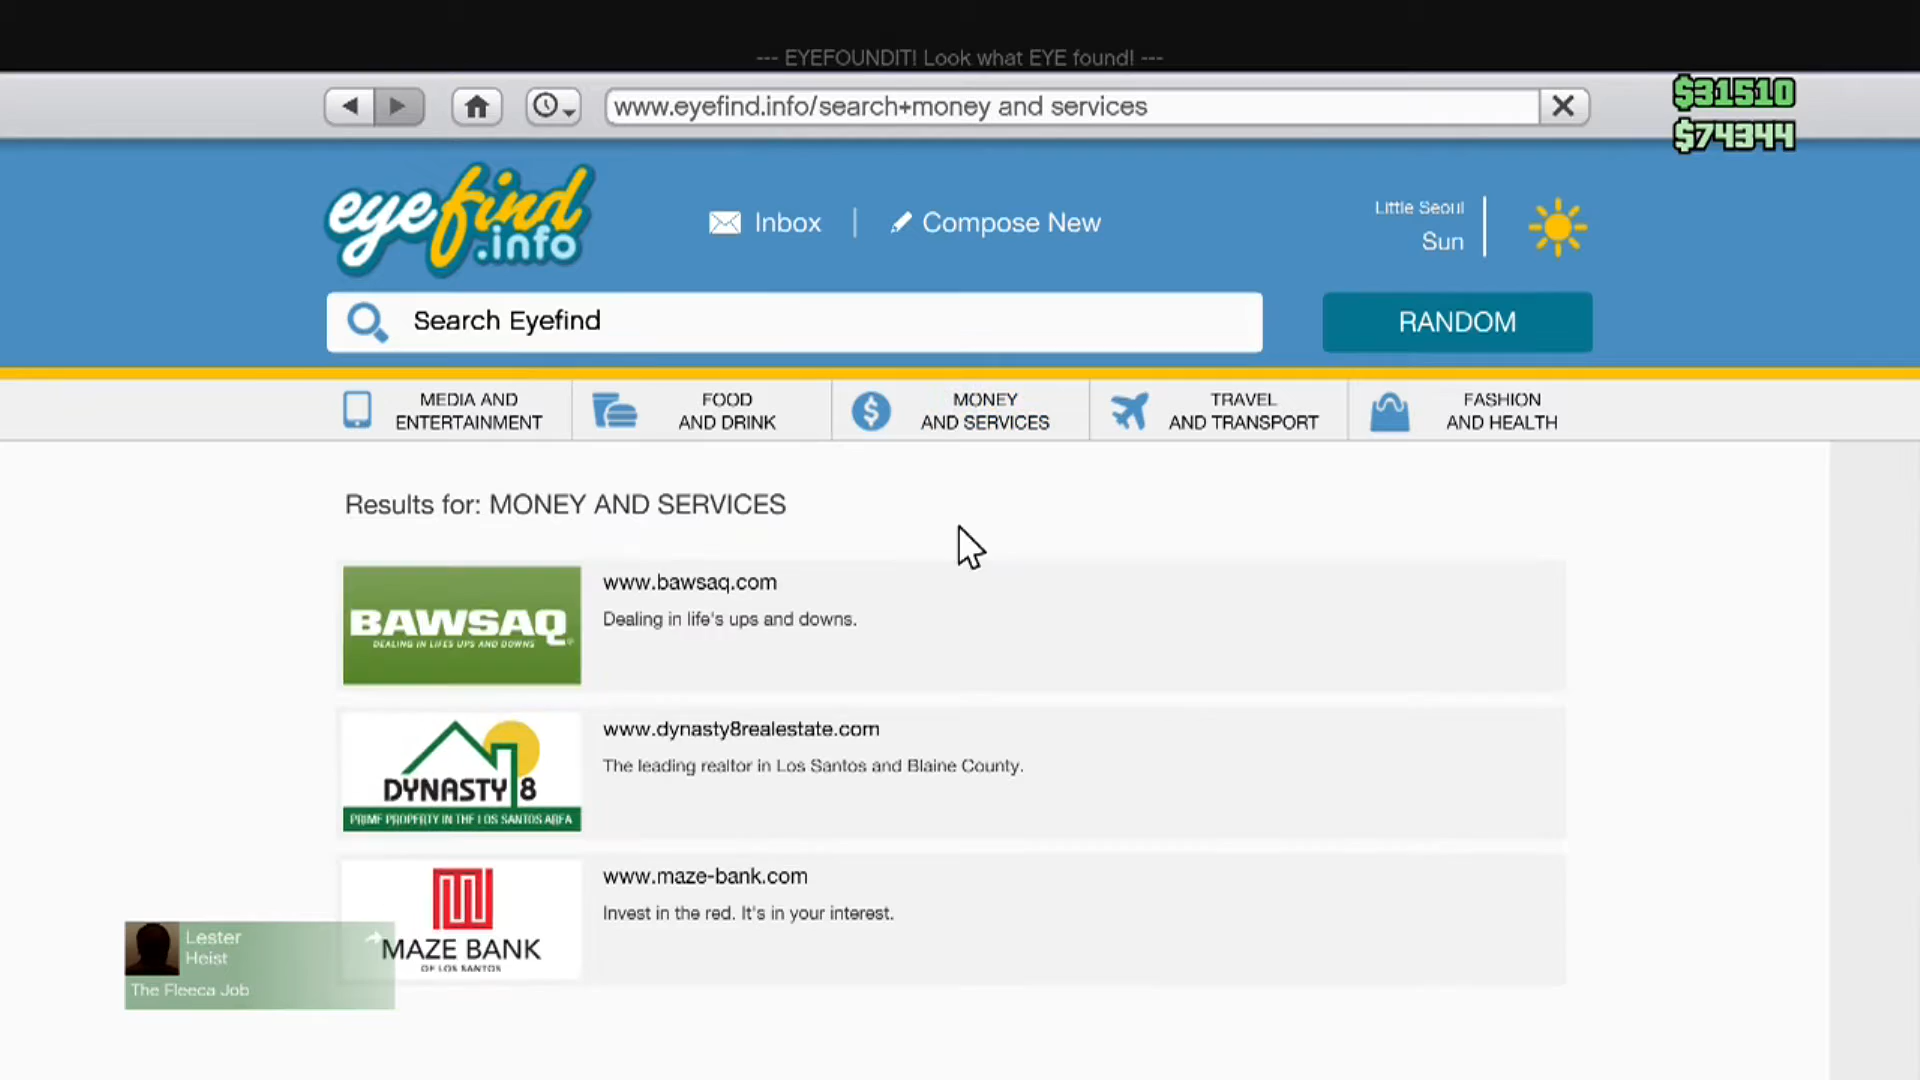 --- EYEFOUNDIT! Look what EYE found! ---
www.eyefind.info/search+money and services
$31510
$74344
eyefind
.info
Inbox
Compose New
Little Seoul
Sun
Search Eyefind
RANDOM
MEDIA AND
ENTERTAINMENT
FOOD
AND DRINK
MONEY
AND SERVICES
TRAVEL
AND TRANSPORT
FASHION
AND HEALTH
Results for: MONEY AND SERVICES
BAWSAQ
DEALING IN LIFES UPS AND DOWNS
www.bawsaq.com
Dealing in life's ups and downs.
DYNASTY 8
PRIME PROPERTY IN THE LOS SANTOS AREA
www.dynasty8realestate.com
The leading realtor in Los Santos and Blaine County.
MAZE BANK
OF LOS SANTOS
www.maze-bank.com
Invest in the red. It's in your interest.
Lester
Heist
The Fleeca Job